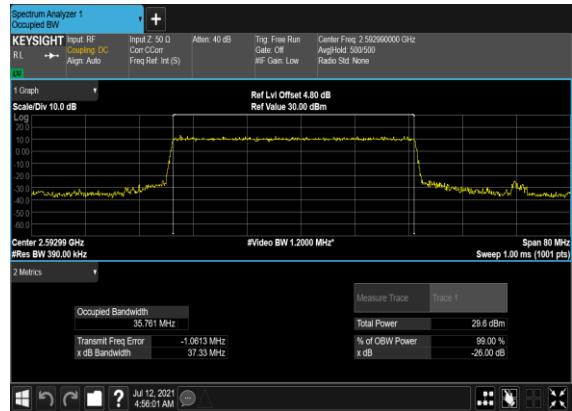 Spectrum Analyzer 1
Occupied BW
+
KEYSIGHT Input: RF Input Z: 50 Ω Atten: 40 dB Trig: Free Run Center Freq: 2.592990000 GHz
RL Coupling: DC Corr CCorr Gate: Off Avg|Hold: 500/500
Align: Auto Freq Ref: Int (S) #IF Gain: Low Radio Std: None
1 Graph
Ref Lvl Offset 4.80 dB
Scale/Div 10.0 dB Ref Value 30.00 dBm
Log
20.0
10.0
0.00
-10.0
-20.0
-30.0
-40.0
-50.0
-60.0
Center 2.59299 GHz #Video BW 1.2000 MHz* Span 80 MHz
#Res BW 390.00 kHz Sweep 1.00 ms (1001 pts)
2 Metrics
Measure Trace Trace 1
Occupied Bandwidth
35.761 MHz Total Power 29.6 dBm
Transmit Freq Error -1.0613 MHz % of OBW Power 99.00 %
x dB Bandwidth 37.33 MHz x dB -26.00 dB
? Jul 12, 2021
4:56:01 AM